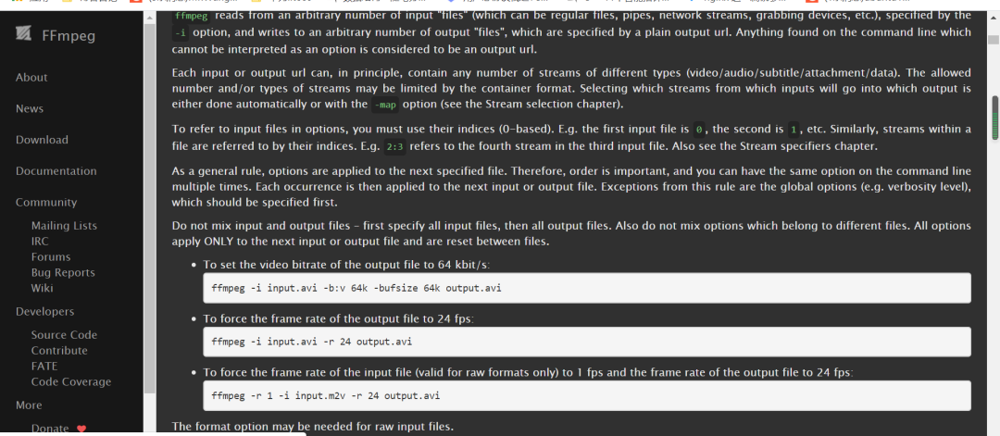 FFmpeg
About
News
Download
Documentation
Community
Mailing Lists
IRC
Forums
Bug Reports
Wiki
Developers
Source Code
Contribute
FATE
Code Coverage
More
Donate
ffmpeg reads from an arbitrary number of input "files" (which can be regular files, pipes, network streams, grabbing devices, etc.), specified by the
-i option, and writes to an arbitrary number of output "files", which are specified by a plain output url. Anything found on the command line which
cannot be interpreted as an option is considered to be an output url.
Each input or output url can, in principle, contain any number of streams of different types (video/audio/subtitle/attachment/data). The allowed
number and/or types of streams may be limited by the container format. Selecting which streams from which inputs will go into which output is
either done automatically or with the -map option (see the Stream selection chapter).
To refer to input files in options, you must use their indices (0-based). E.g. the first input file is 0, the second is 1, etc. Similarly, streams within a
file are referred to by their indices. E.g. 2:3 refers to the fourth stream in the third input file. Also see the Stream specifiers chapter.
As a general rule, options are applied to the next specified file. Therefore, order is important, and you can have the same option on the command line
multiple times. Each occurrence is then applied to the next input or output file. Exceptions from this rule are the global options (e.g. verbosity level),
which should be specified first.
Do not mix input and output files – first specify all input files, then all output files. Also do not mix options which belong to different files. All options
apply ONLY to the next input or output file and are reset between files.
• To set the video bitrate of the output file to 64 kbit/s:
ffmpeg -i input.avi -b:v 64k -bufsize 64k output.avi
• To force the frame rate of the output file to 24 fps:
ffmpeg -i input.avi -r 24 output.avi
• To force the frame rate of the input file (valid for raw formats only) to 1 fps and the frame rate of the output file to 24 fps:
ffmpeg -r 1 -i input.m2v -r 24 output.avi
The format option may be needed for raw input files.